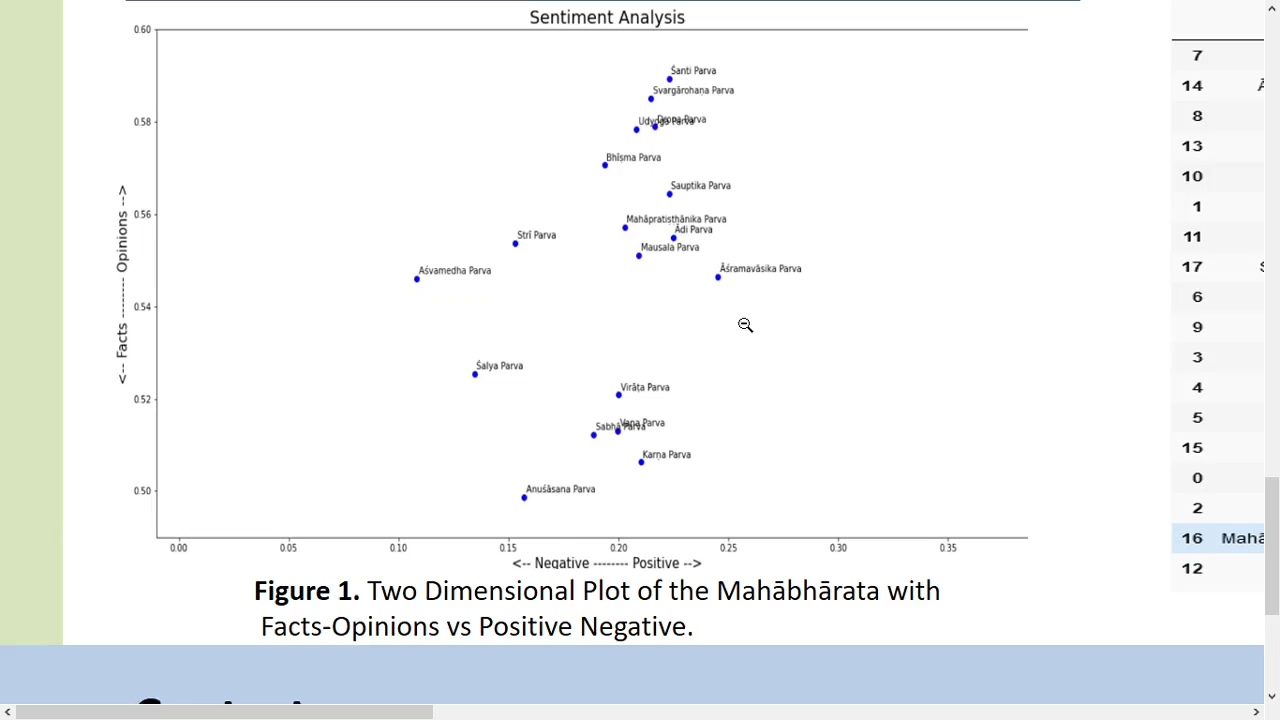 Sentiment Analysis
0.60
Śanti Parva
Svargārohaṇa Parva
0.58
Udyoga Parva
Droṇa Parva
Bhīṣma Parva
Sauptika Parva
0.56
Mahāpratiṣṭhānika Parva
Ādi Parva
Strī Parva
Mausala Parva
Aśvamedha Parva
Āśramavāsika Parva
0.54
Śalya Parva
Virāṭa Parva
0.52
Sabhā Parva
Vana Parva
Karṇa Parva
0.50
Anuśāsana Parva
<-- Facts -------- Opinions -->
0.00 0.05 0.10 0.15 0.20 0.25 0.30 0.35
<-- Negative -------- Positive -->
Figure 1. Two Dimensional Plot of the Mahābhārata with
Facts-Opinions vs Positive Negative.
7
14
8
13
10
1
11
17
6
9
3
4
5
15
0
2
16 Mahā
12